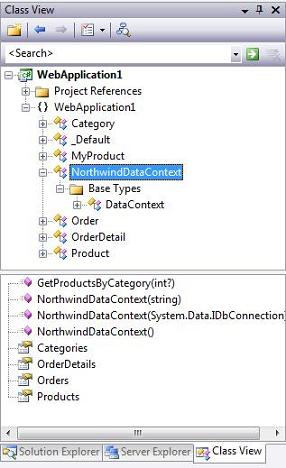 Class View
<Search>
WebApplication1
Project References
WebApplication1
Category
_Default
MyProduct
NorthwindDataContext
Base Types
DataContext
Order
OrderDetail
Product
GetProductsByCategory(int?)
NorthwindDataContext(string)
NorthwindDataContext(System.Data.IDbConnection
NorthwindDataContext()
Categories
OrderDetails
Orders
Products
Solution Explorer Server Explorer Class View